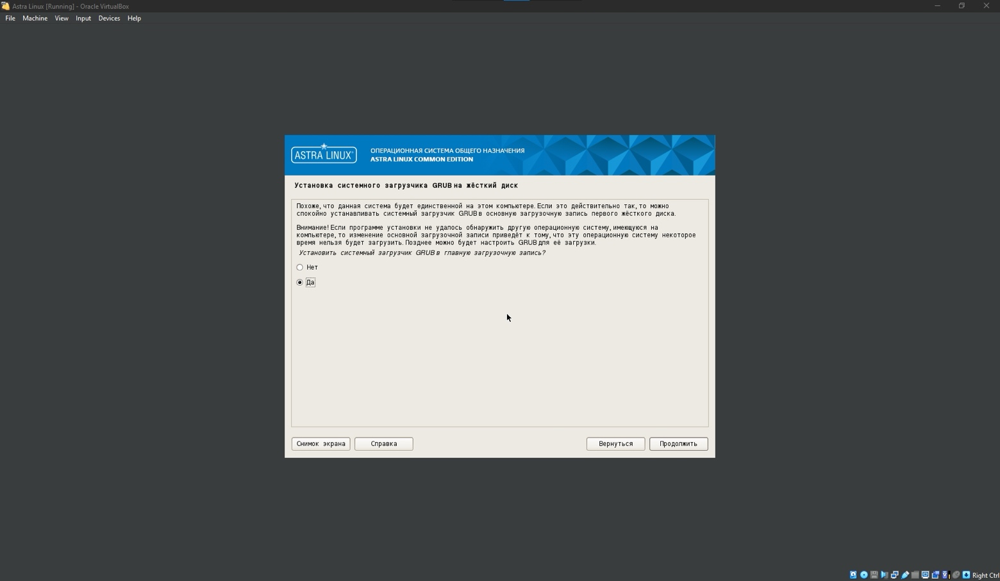 Astra Linux [Running] - Oracle VirtualBox
File Machine View Input Devices Help
ASTRA LINUX®
ОПЕРАЦИОННАЯ СИСТЕМА ОБЩЕГО НАЗНАЧЕНИЯ
ASTRA LINUX COMMON EDITION
Установка системного загрузчика GRUB на жёсткий диск
Похоже, что данная система будет единственной на этом компьютере. Если это действительно так, то можно
спокойно устанавливать системный загрузчик GRUB в основную загрузочную запись первого жёсткого диска.
Внимание! Если программе установки не удалось обнаружить другую операционную систему, имеющуюся на
компьютере, то изменение основной загрузочной записи приведёт к тому, что эту операционную систему некоторое
время нельзя будет загрузить. Позднее можно будет настроить GRUB для её загрузки.
Установить системный загрузчик GRUB в главную загрузочную запись?
Нет
Да
Снимок экрана Справка Вернуться Продолжить
Right Ctrl